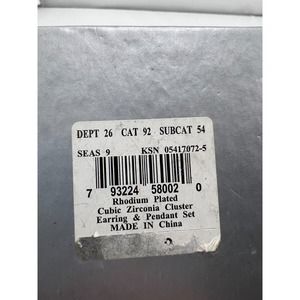 DEPT 26 CAT 92 SUBCAT 54
SEAS 9 KSN 05417072-5
7 93224 58002 0
Rhodium Plated
Cubic Zirconia Cluster
Earring & Pendant Set
MADE IN China